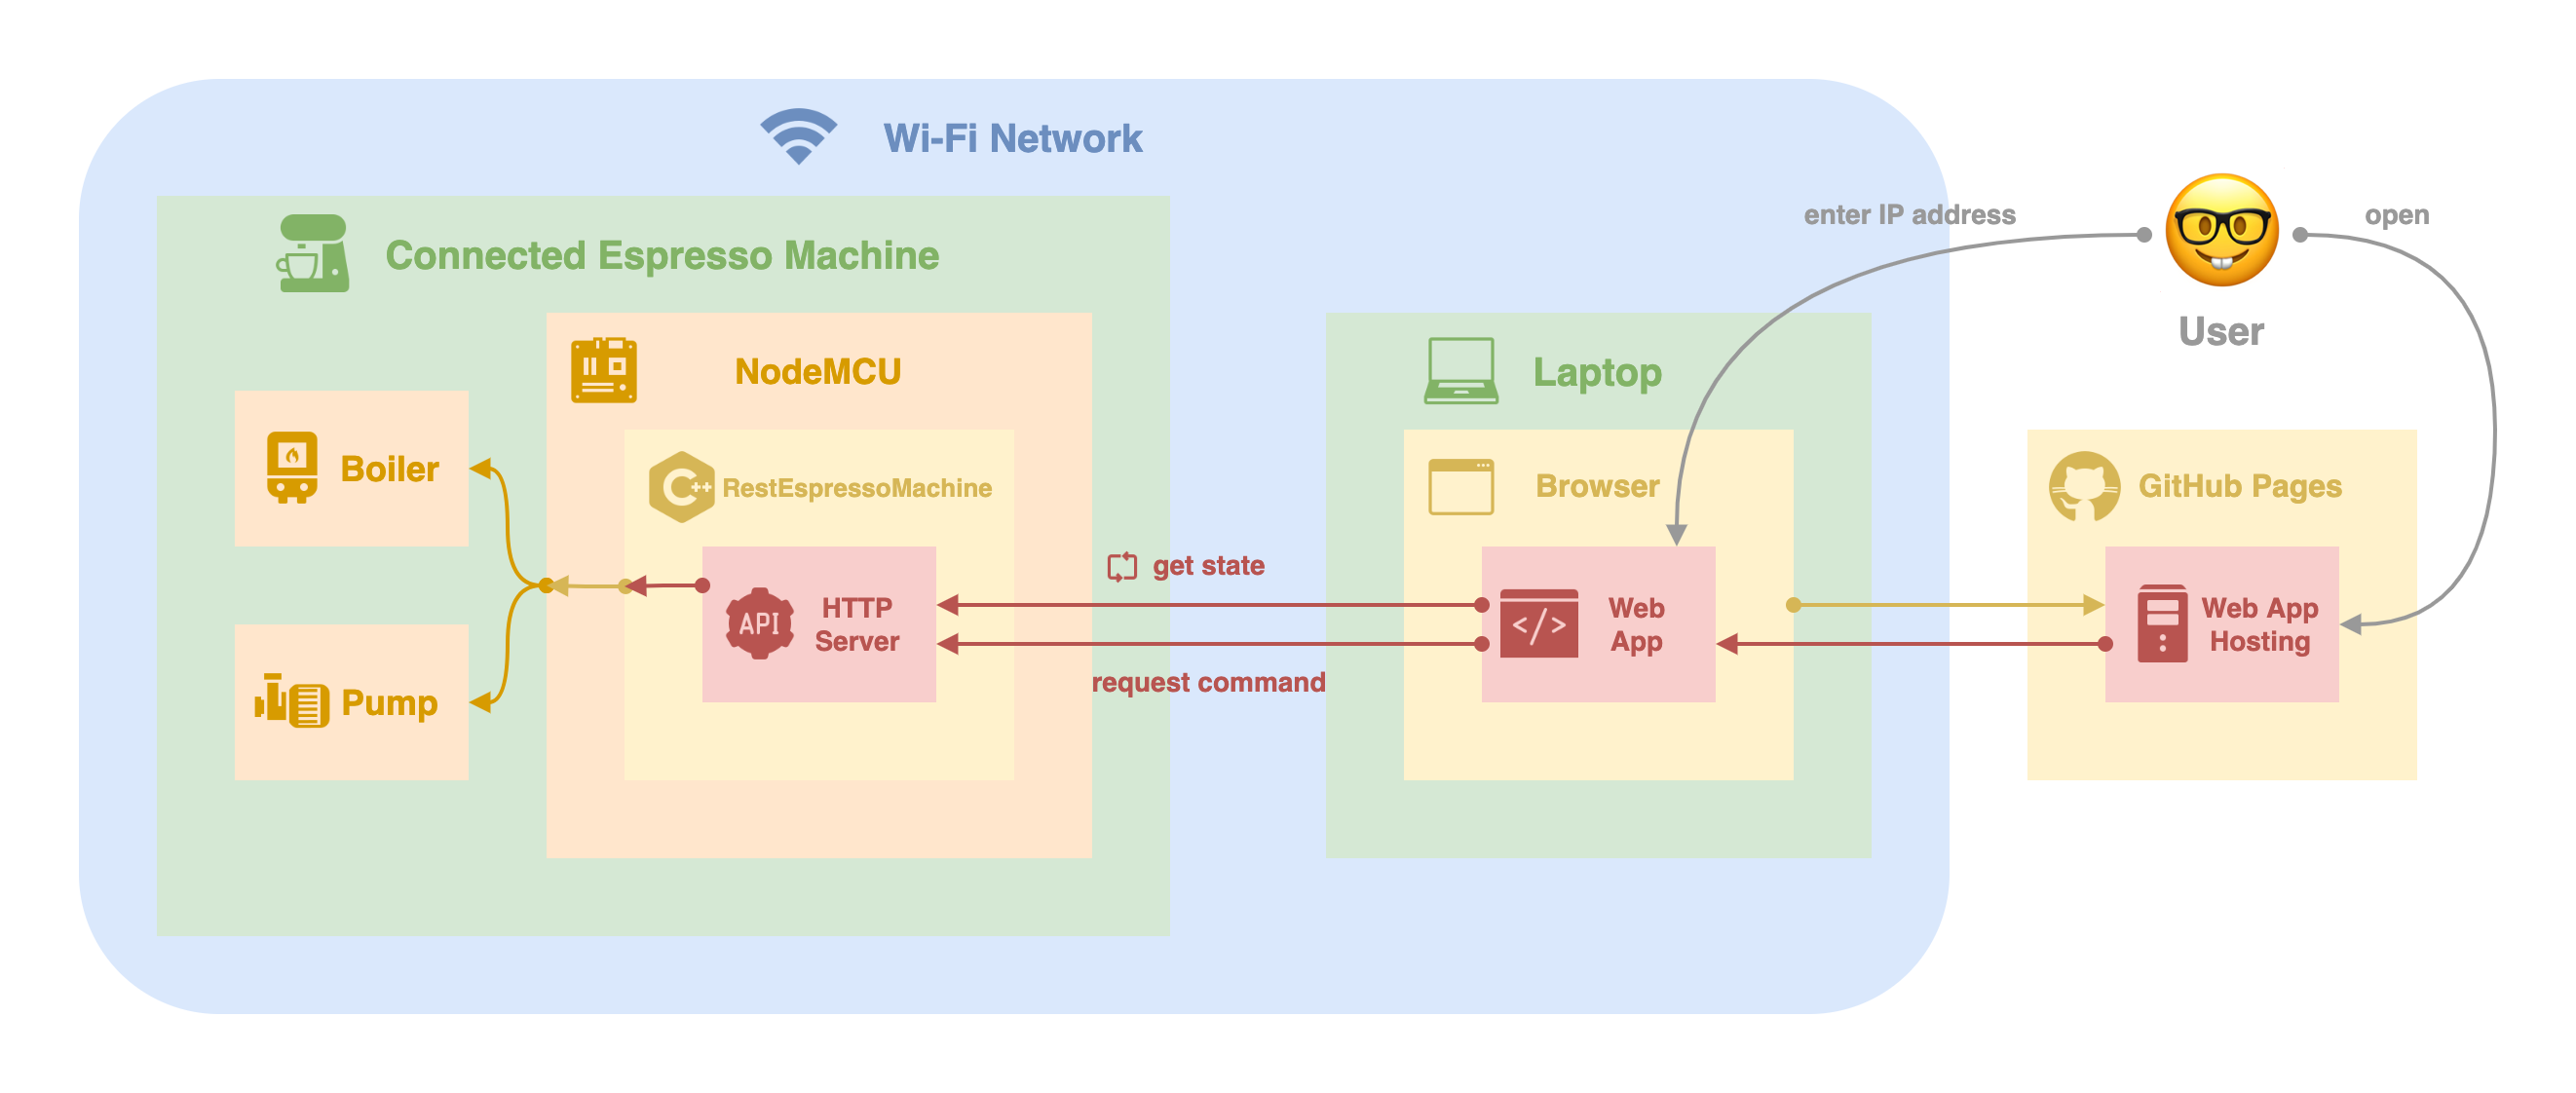 Wi-Fi Network
Connected Espresso Machine
enter IP address
open
User
NodeMCU
Laptop
Boiler
RestEspressoMachine
Browser
GitHub Pages
get state
API
HTTP
Server
</>
Web
App
Web App
Hosting
request command
Pump
C++